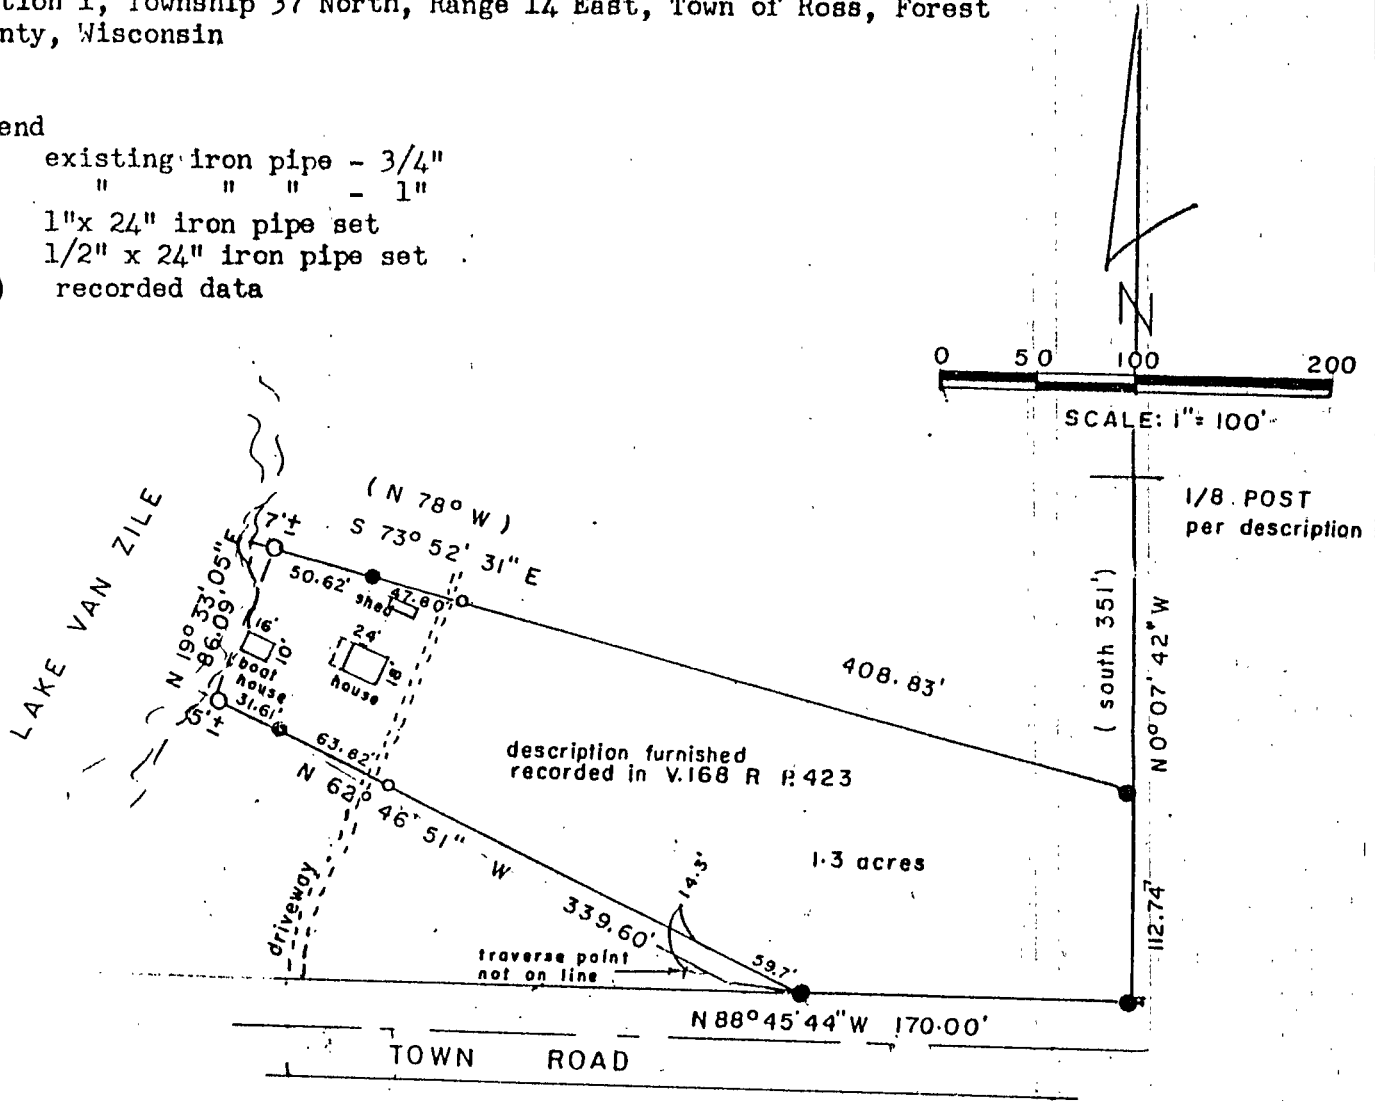 tion 1, Township 37 North, Range 14 East, Town of Ross, Forest
nty, Wisconsin
end
existing iron pipe - 3/4"
" " " - 1"
1"x 24" iron pipe set
1/2" x 24" iron pipe set
) recorded data
N
0 50 100 200
SCALE: 1"= 100'
1/8 POST
per description
(N 78° W)
S 73° 52' 31" E
7'±
50.62'
47.80'
shed
LAKE VAN ZILE
N 19° 33' 05" E
86.09'
16'
10'
boat
house
24'
18'
house
31.61'
5'±
63.82'
N 62° 46' 51" W
408.83'
(south 351')
N 0° 07' 42" W
description furnished
recorded in V.168 R P.423
1.3 acres
14.3'
339.60'
59.7'
112.74'
driveway
traverse point
not on line
N 88° 45' 44" W 170.00'
TOWN ROAD